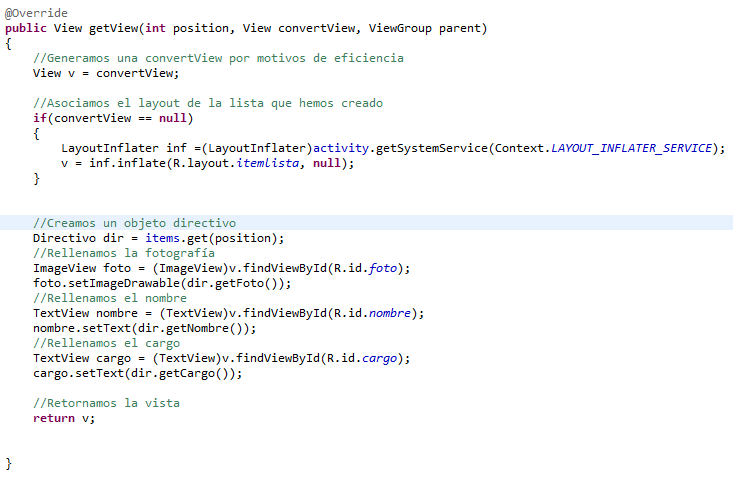 @Override
public View getView(int position, View convertView, ViewGroup parent)
{
//Generamos una convertView por motivos de eficiencia
View v = convertView;
//Asociamos el layout de la lista que hemos creado
if(convertView == null)
{
LayoutInflater inf =(LayoutInflater)activity.getSystemService(Context.LAYOUT_INFLATER_SERVICE);
v = inf.inflate(R.layout.itemlista, null);
}
//Creamos un objeto directivo
Directivo dir = items.get(position);
//Rellenamos la fotografía
ImageView foto = (ImageView)v.findViewById(R.id.foto);
foto.setImageDrawable(dir.getFoto());
//Rellenamos el nombre
TextView nombre = (TextView)v.findViewById(R.id.nombre);
nombre.setText(dir.getNombre());
//Rellenamos el cargo
TextView cargo = (TextView)v.findViewById(R.id.cargo);
cargo.setText(dir.getCargo());
//Retornamos la vista
return v;
}